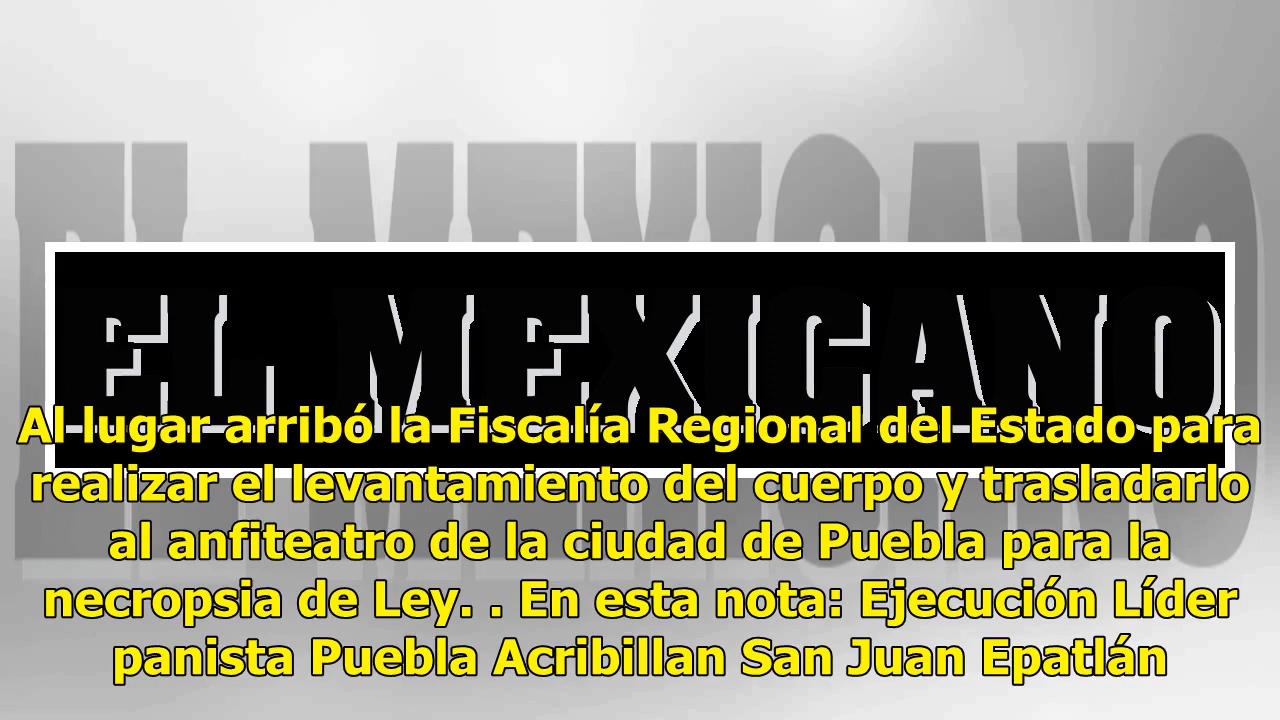 EL MEXICANO
EL MEXICANO
Al lugar arribó la Fiscalía Regional del Estado para
realizar el levantamiento del cuerpo y trasladarlo
al anfiteatro de la ciudad de Puebla para la
necropsia de Ley. . En esta nota: Ejecución Líder
panista Puebla Acribillan San Juan Epatlán